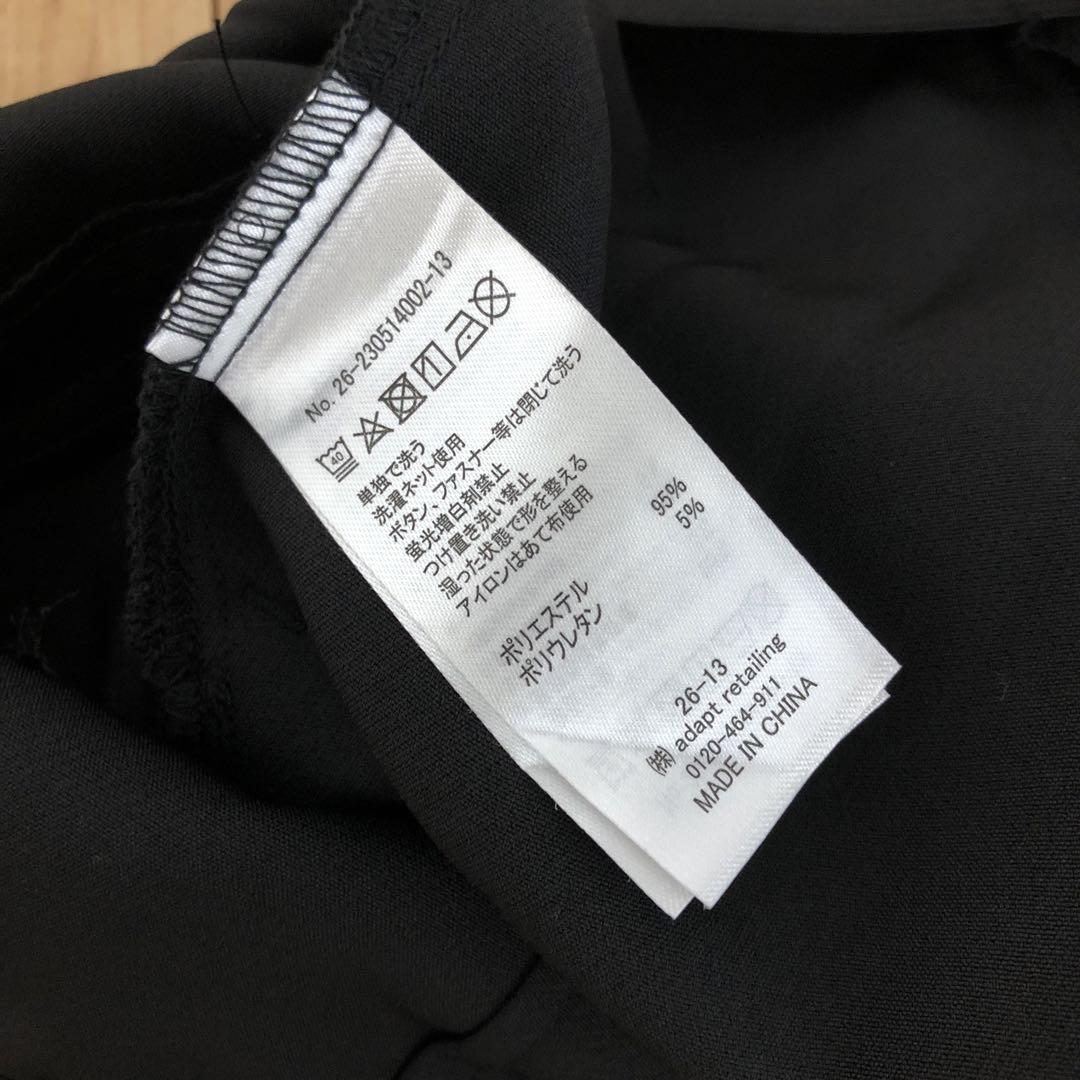 No. 26-230514002-13
40
単独で洗う
洗濯ネット使用
ボタン、ファスナー等は閉じて洗う
蛍光増白剤禁止
つけ置き洗い禁止
湿った状態で形を整える
アイロンはあて布使用
ポリエステル 95%
ポリウレタン 5%
26-13
㈱ adapt retailing
0120-464-911
MADE IN CHINA